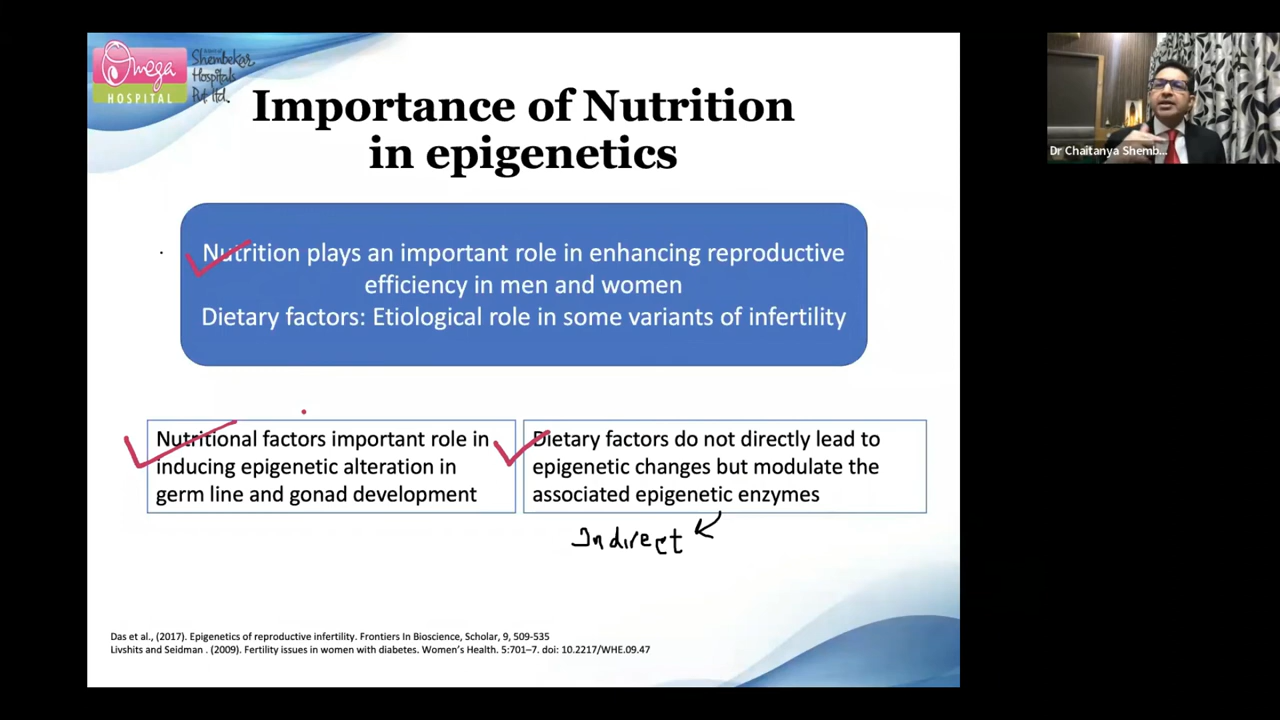 Omega
HOSPITAL
Shembekar
Hospitals
Pvt ltd.
Importance of Nutrition
in epigenetics
Nutrition plays an important role in enhancing reproductive
efficiency in men and women
Dietary factors: Etiological role in some variants of infertility
Nutritional factors important role in
inducing epigenetic alteration in
germ line and gonad development
Dietary factors do not directly lead to
epigenetic changes but modulate the
associated epigenetic enzymes
Indirect
Das et al., (2017). Epigenetics of reproductive infertility. Frontiers In Bioscience, Scholar, 9, 509-535
Livshits and Seidman . (2009). Fertility issues in women with diabetes. Women’s Health. 5:701–7. doi: 10.2217/WHE.09.47
Dr Chaitanya Shemb...